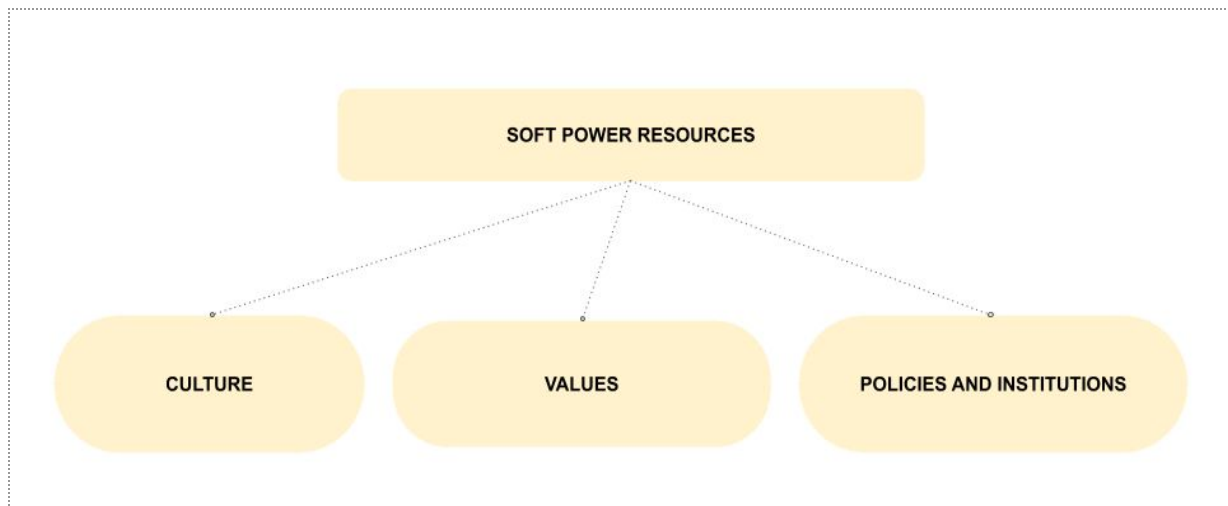 SOFT POWER RESOURCES
CULTURE
VALUES
POLICIES AND INSTITUTIONS